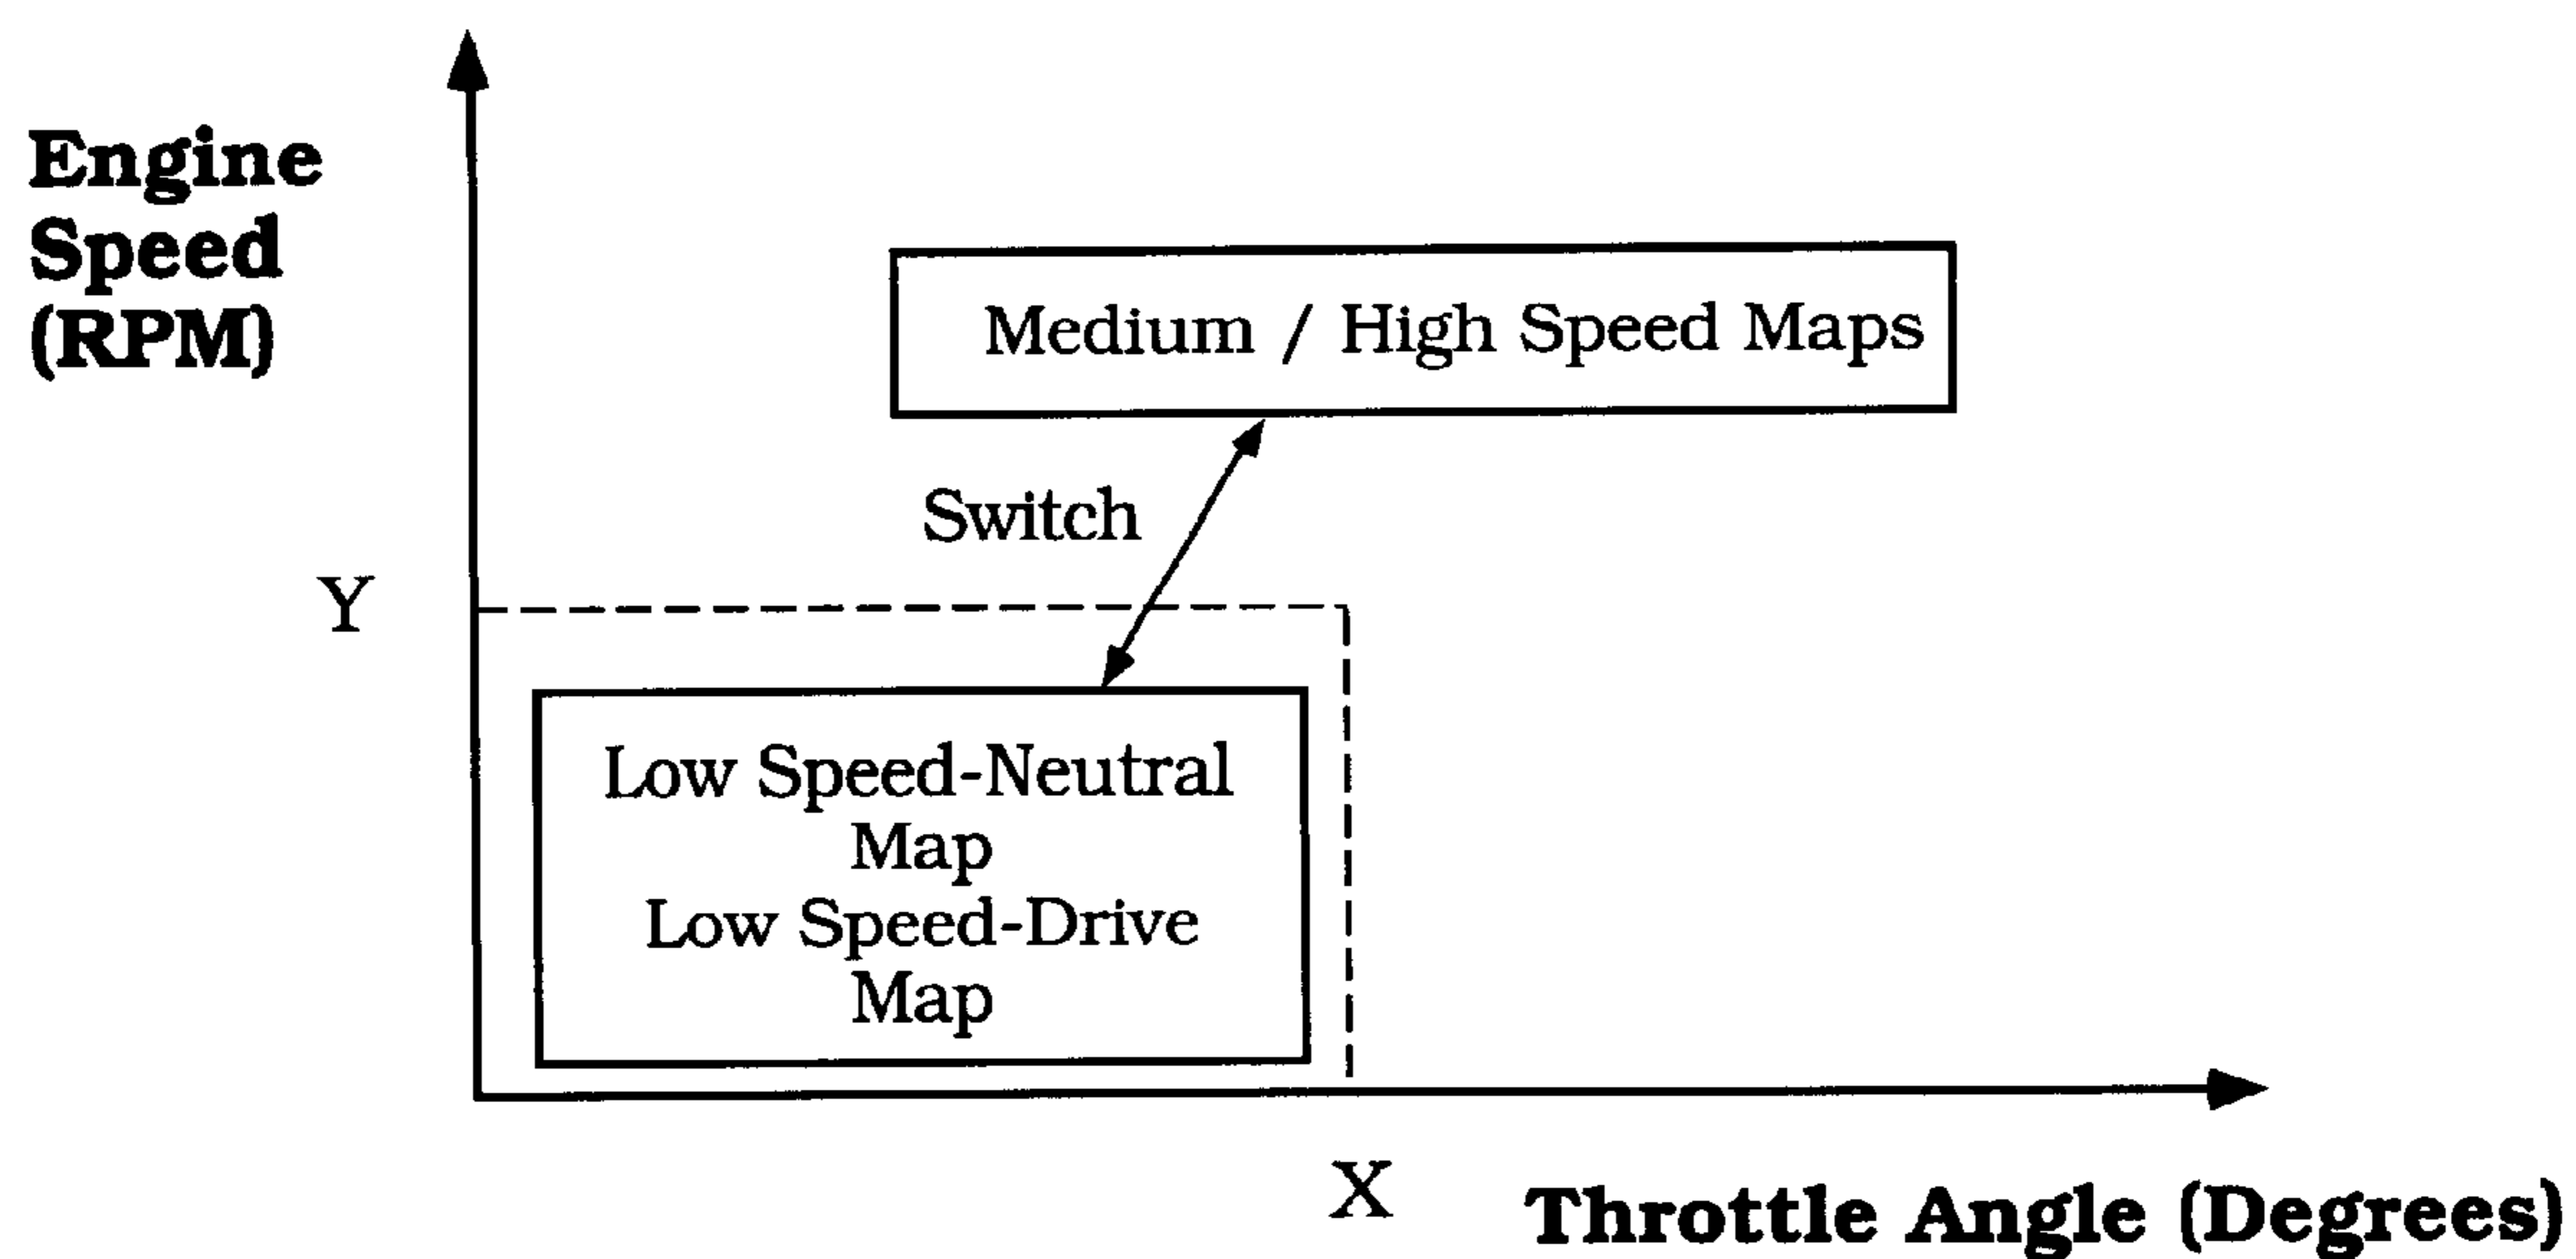 Engine
Speed
(RPM)
Medium / High Speed Maps
Switch
Y
Low Speed-Neutral
Map
Low Speed-Drive
Map
X
Throttle Angle (Degrees)